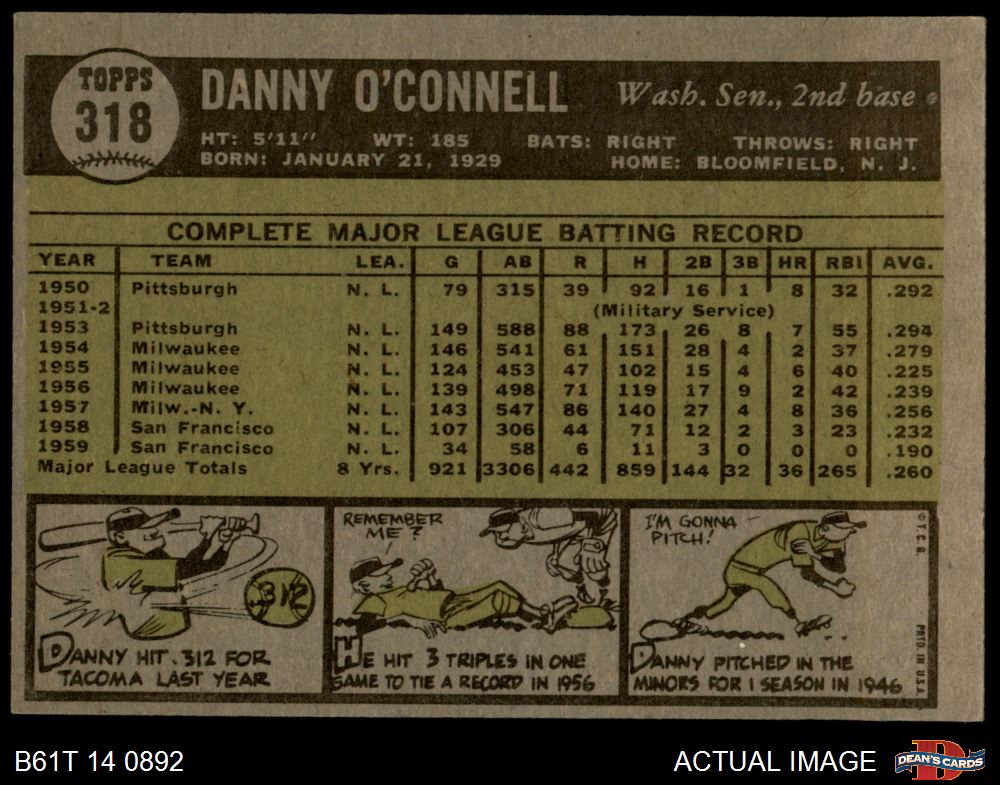 TOPPS
318
DANNY O'CONNELL Wash. Sen., 2nd base
HT: 5'11" WT: 185 BATS: RIGHT THROWS: RIGHT
BORN: JANUARY 21, 1929 HOME: BLOOMFIELD, N. J.
COMPLETE MAJOR LEAGUE BATTING RECORD
YEAR TEAM LEA. G AB R H 2B 3B HR RBI AVG.
1950 Pittsburgh N. L. 79 315 39 92 16 1 8 32 .292
1951-2 (Military Service)
1953 Pittsburgh N. L. 149 588 88 173 26 8 7 55 .294
1954 Milwaukee N. L. 146 541 61 151 28 4 2 37 .279
1955 Milwaukee N. L. 124 453 47 102 15 4 6 40 .225
1956 Milwaukee N. L. 139 498 71 119 17 9 2 42 .239
1957 Milw.-N. Y. N. L. 143 547 86 140 27 4 8 36 .256
1958 San Francisco N. L. 107 306 44 71 12 2 3 23 .232
1959 San Francisco N. L. 34 58 6 11 3 0 0 0 .190
Major League Totals 8 Yrs. 921 3306 442 859 144 32 36 265 .260
312
DANNY HIT .312 FOR
TACOMA LAST YEAR
REMEMBER
ME?
HE HIT 3 TRIPLES IN ONE
GAME TO TIE A RECORD IN 1956
I'M GONNA
PITCH!
DANNY PITCHED IN THE
MINORS FOR 1 SEASON IN 1946
© T. C. G.
PRTD. IN U.S.A.
B61T 14 0892 ACTUAL IMAGE
D
DEAN'S CARDS